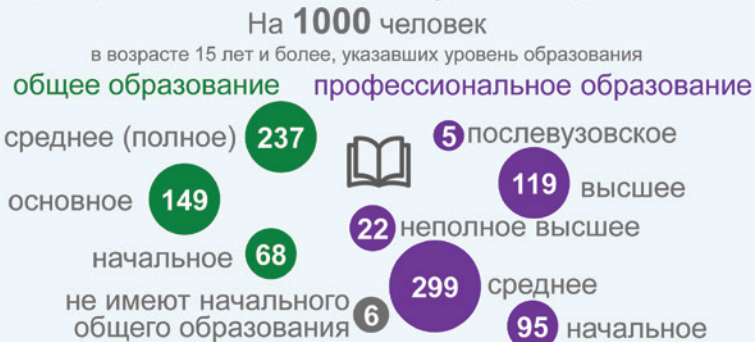 На 1000 человек
в возрасте 15 лет и более, указавших уровень образования
общее образование
среднее (полное) 237
основное 149
начальное 68
не имеют начального
общего образования 6
профессиональное образование
5 послевузовское
119 высшее
22 неполное высшее
299 среднее
95 начальное